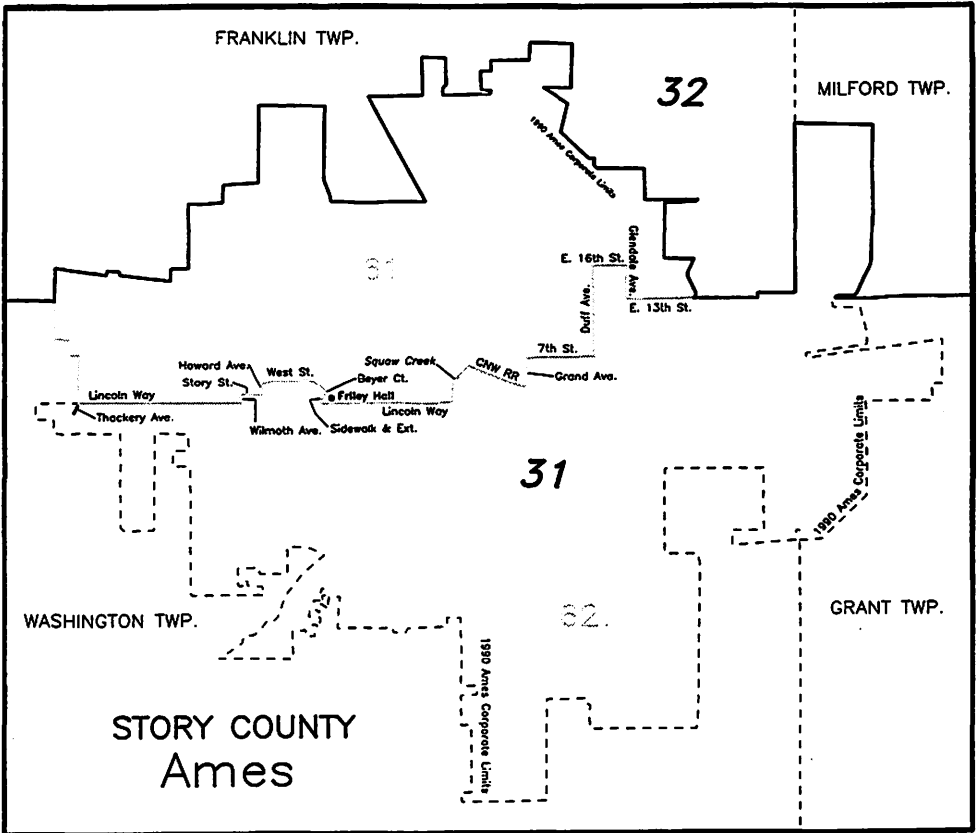 FRANKLIN TWP.
32
MILFORD TWP.
1990 Ames Corporate Limits
Glendale Ave.
61
E. 16th St.
Duff Ave.
E. 13th St.
7th St.
Squaw Creek
CNW RR
Grand Ave.
Howard Ave.
West St.
Beyer Ct.
Story St.
Friley Hall
Lincoln Way
Lincoln Way
Thackery Ave.
Wilmoth Ave.
Sidewalk & Ext.
31
1990 Ames Corporate Limits
WASHINGTON TWP.
62.
GRANT TWP.
1990 Ames Corporate Limits
STORY COUNTY
Ames